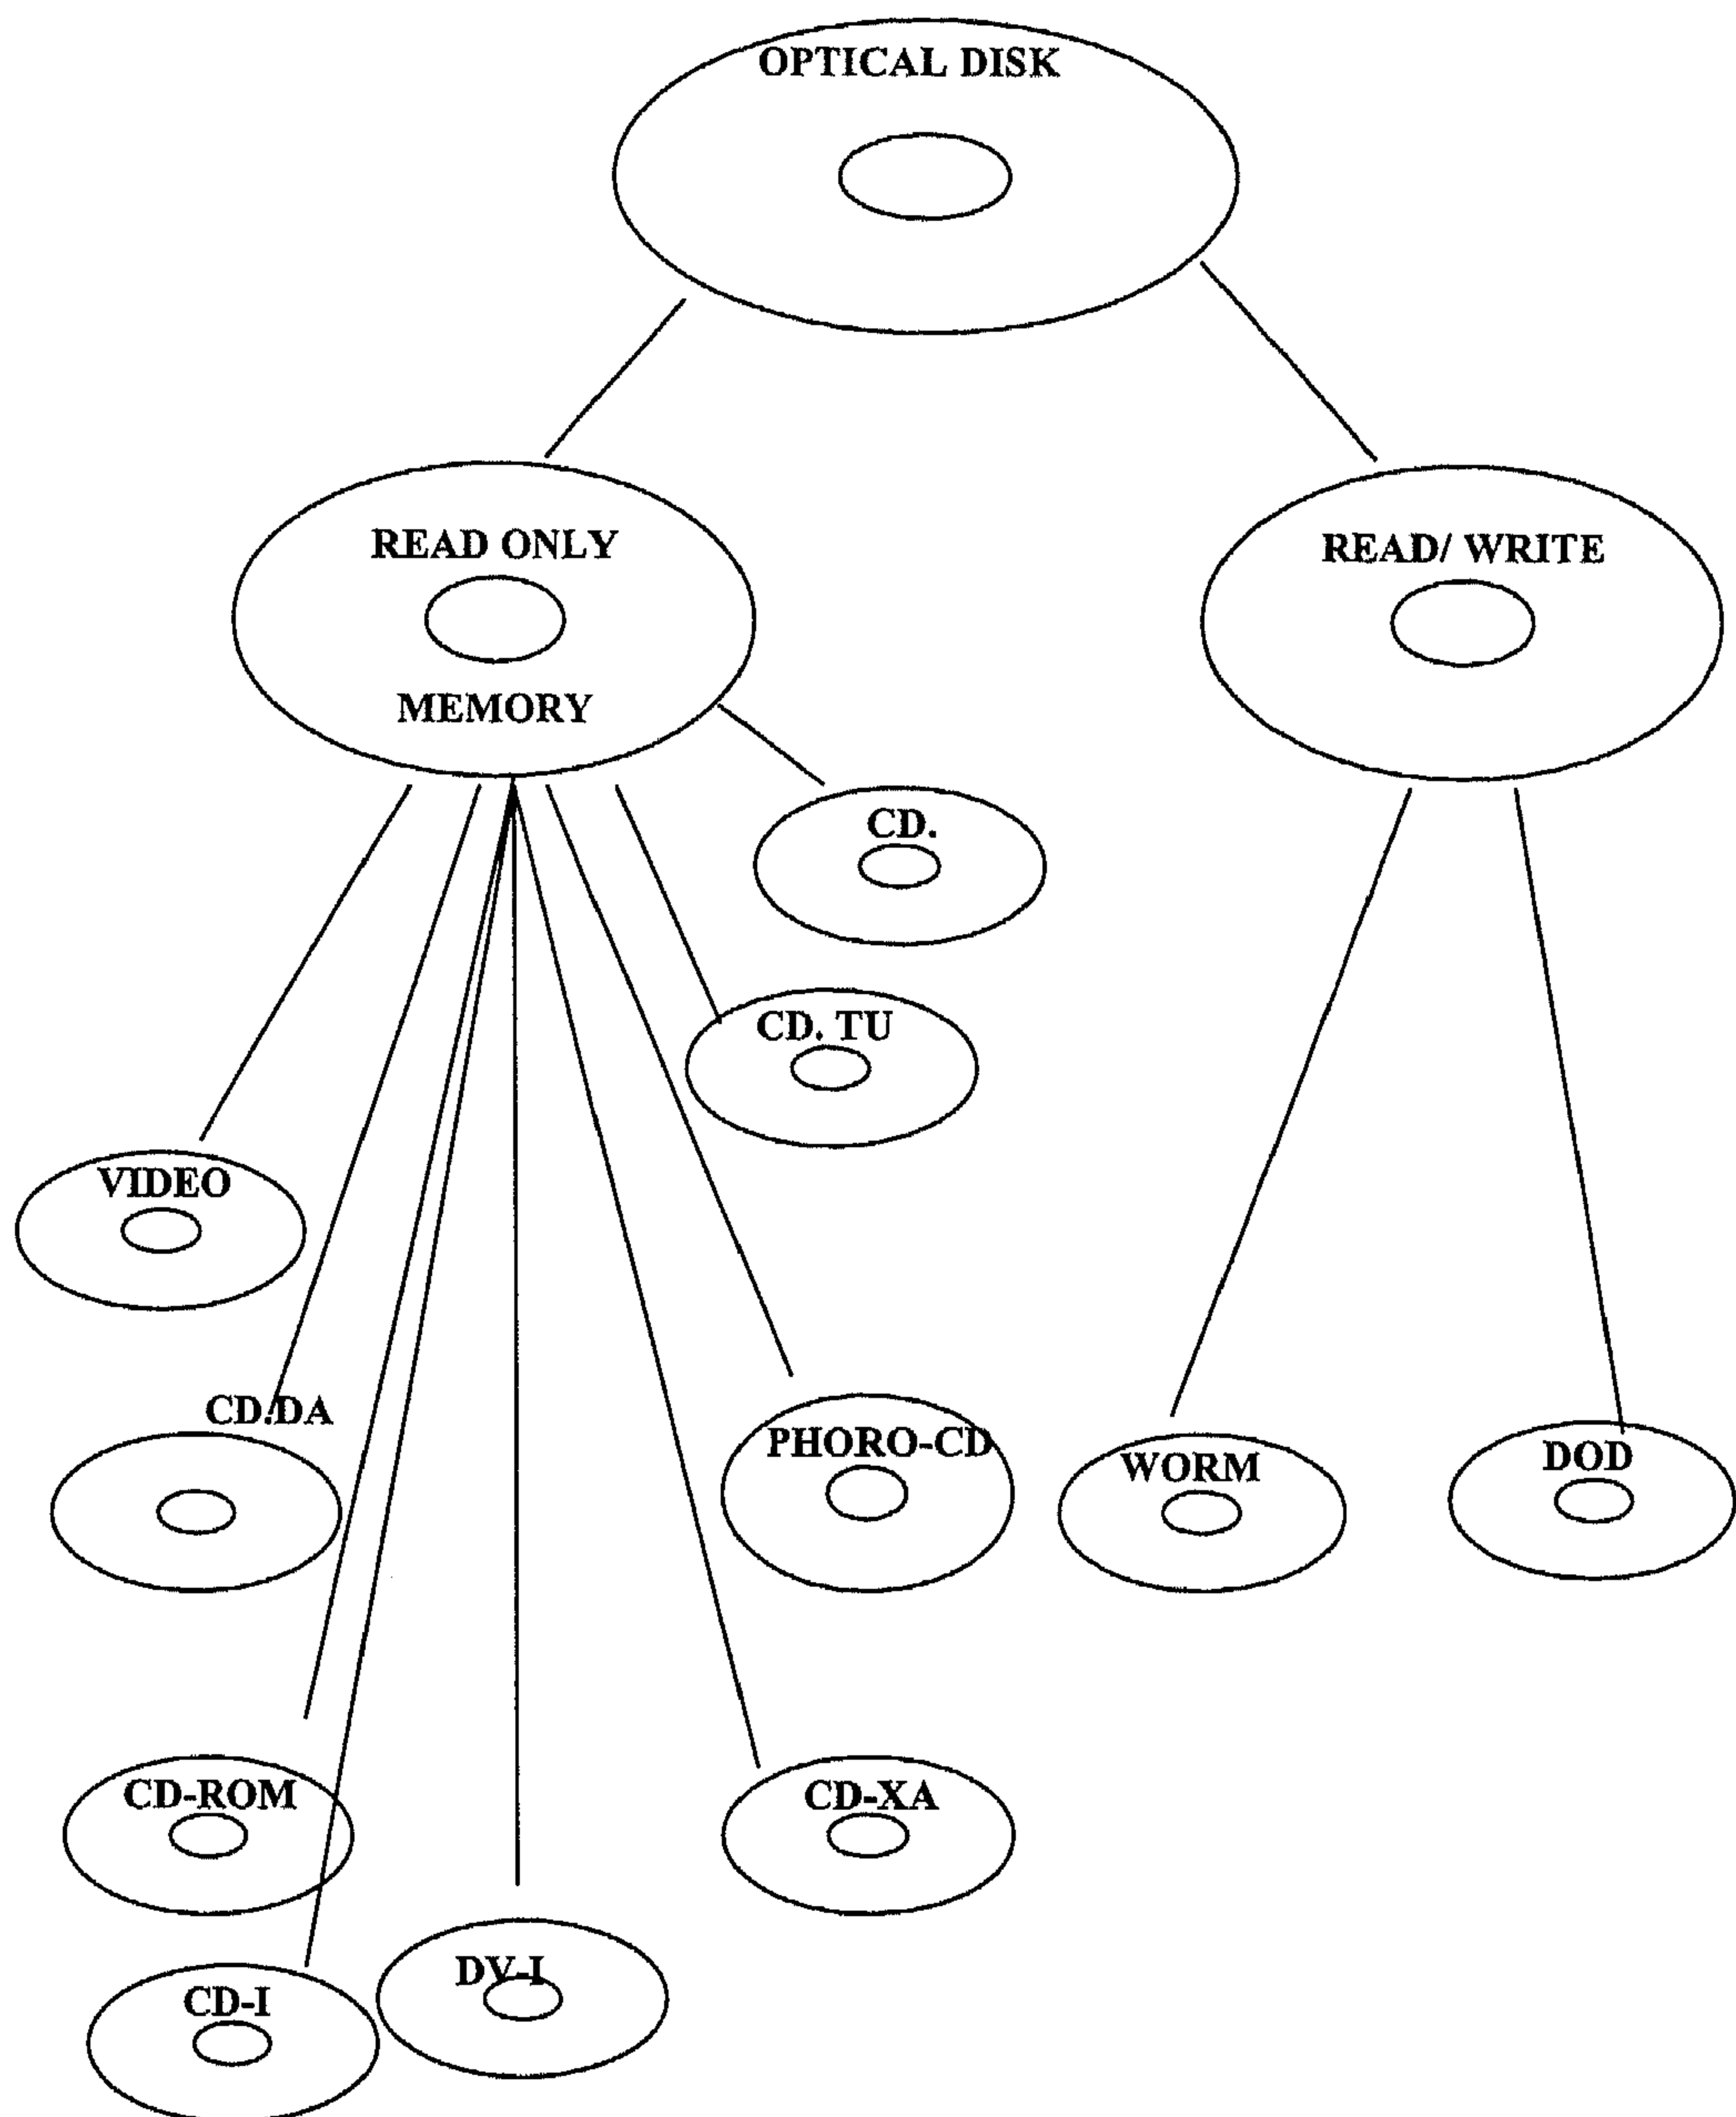 OPTICAL DISK
READ ONLY
MEMORY
READ/ WRITE
CD.
CD. TU
VIDEO
CD.DA
PHORO-CD
WORM
DOD
CD-ROM
CD-XA
DV-I
CD-I